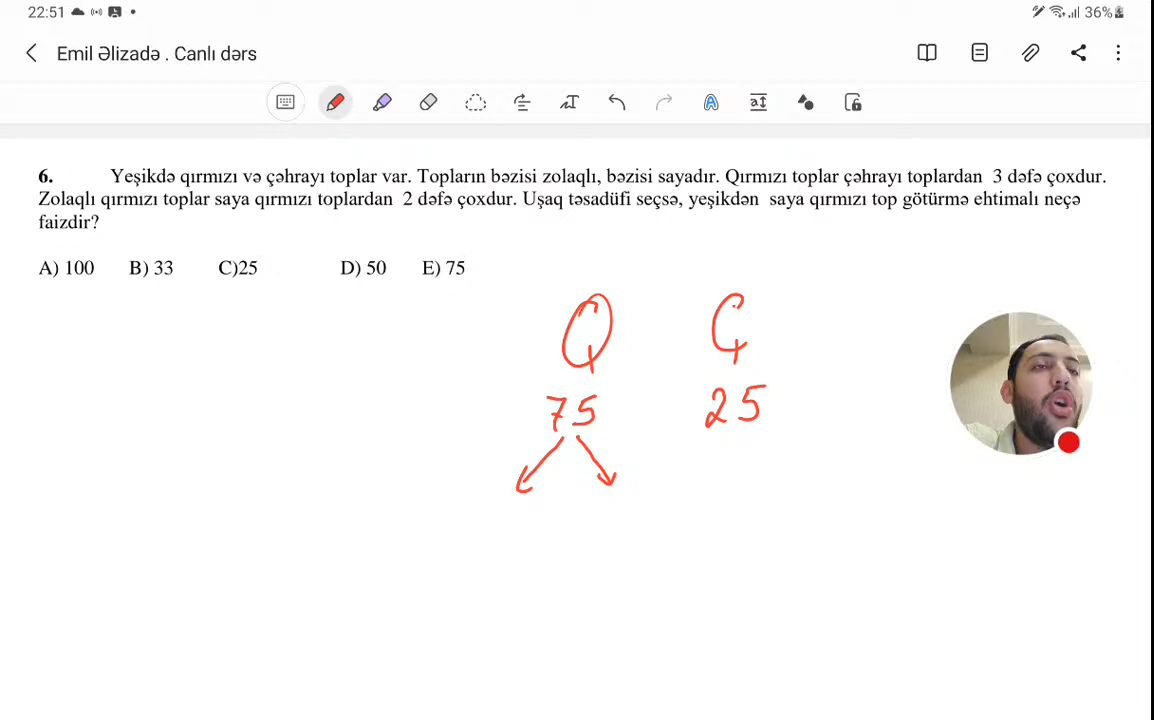 22:51 36%
Emil Əlizadə . Canlı dərs
6. Yeşikdə qırmızı və çəhrayı toplar var. Topların bəzisi zolaqlı, bəzisi sayadır. Qırmızı toplar çəhrayı toplardan 3 dəfə çoxdur.
Zolaqlı qırmızı toplar saya qırmızı toplardan 2 dəfə çoxdur. Uşaq təsadüfi seçsə, yeşikdən saya qırmızı top götürmə ehtimalı neçə
faizdir?
A) 100 B) 33 C)25 D) 50 E) 75
Q Ç
75 25